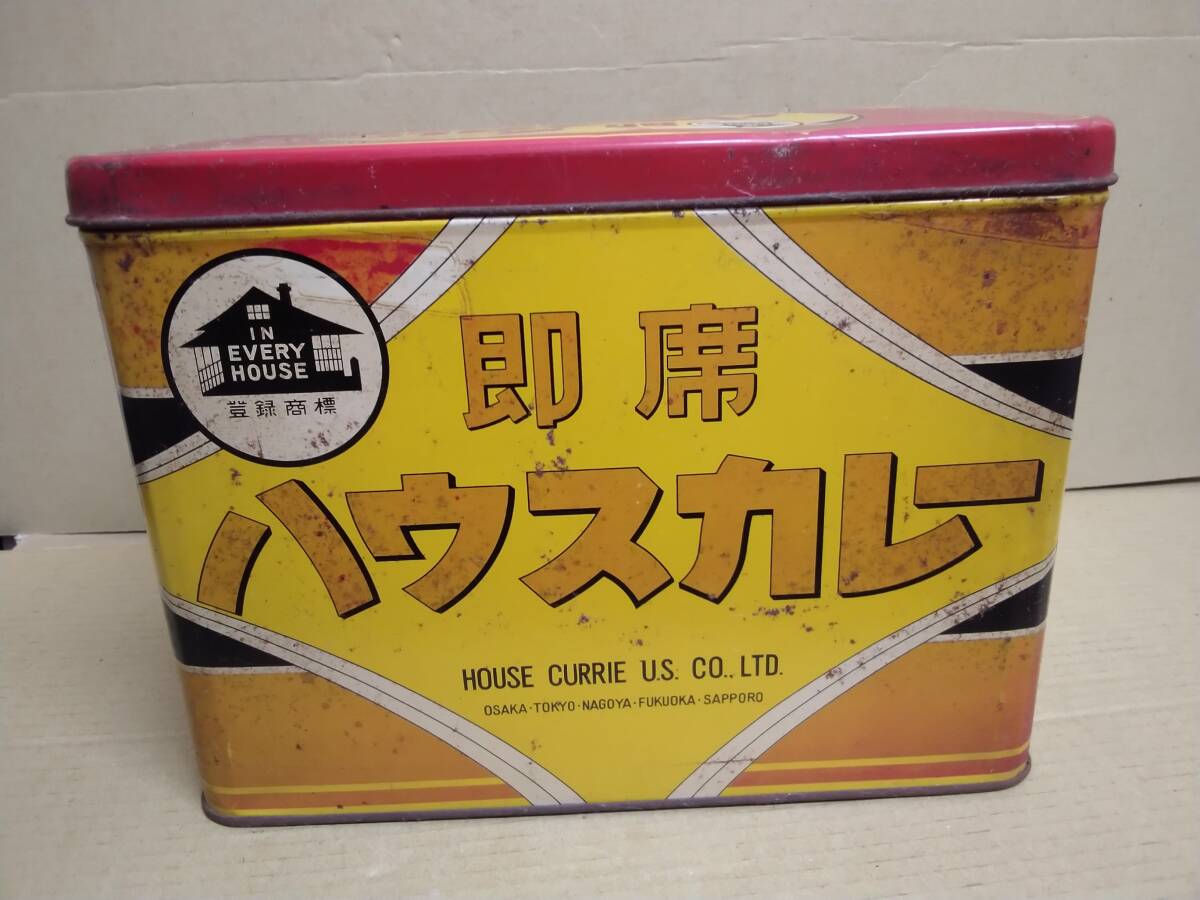 IN
EVERY
HOUSE
登録商標
即席
ハウスカレー
HOUSE CURRIE U.S. CO., LTD.
OSAKA·TOKYO·NAGOYA·FUKUOKA·SAPPORO